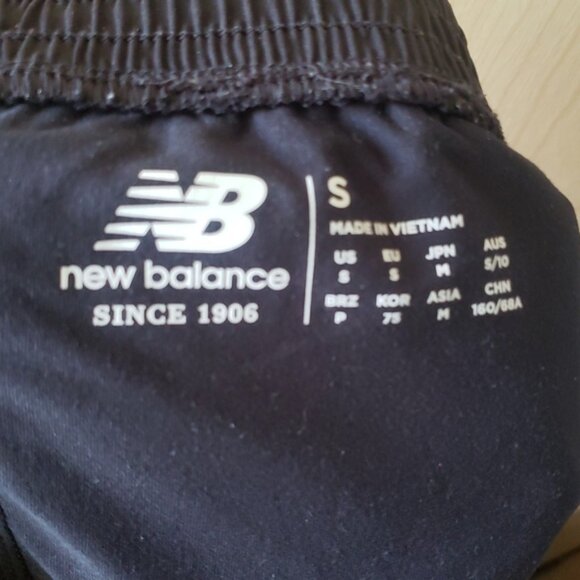 NB
new balance
SINCE 1906
S
MADE IN VIETNAM
US EU JPN AUS
S S M S/10
BRZ KOR ASIA CHN
P 75 M 160/68A